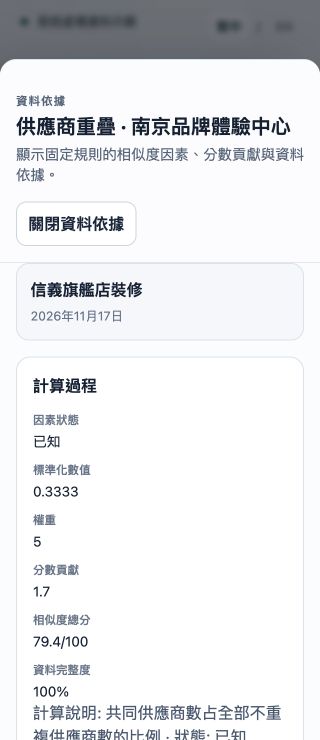 資料依據
供應商重疊 · 南京品牌體驗中心
顯示固定規則的相似度因素、分數貢獻與資料
依據。
關閉資料依據
信義旗艦店裝修
2026年11月17日
計算過程
因素狀態
已知
標準化數值
0.3333
權重
5
分數貢獻
1.7
相似度總分
79.4/100
資料完整度
100%
計算說明: 共同供應商數占全部不重
複供應商數的比例 · 狀態: 已知